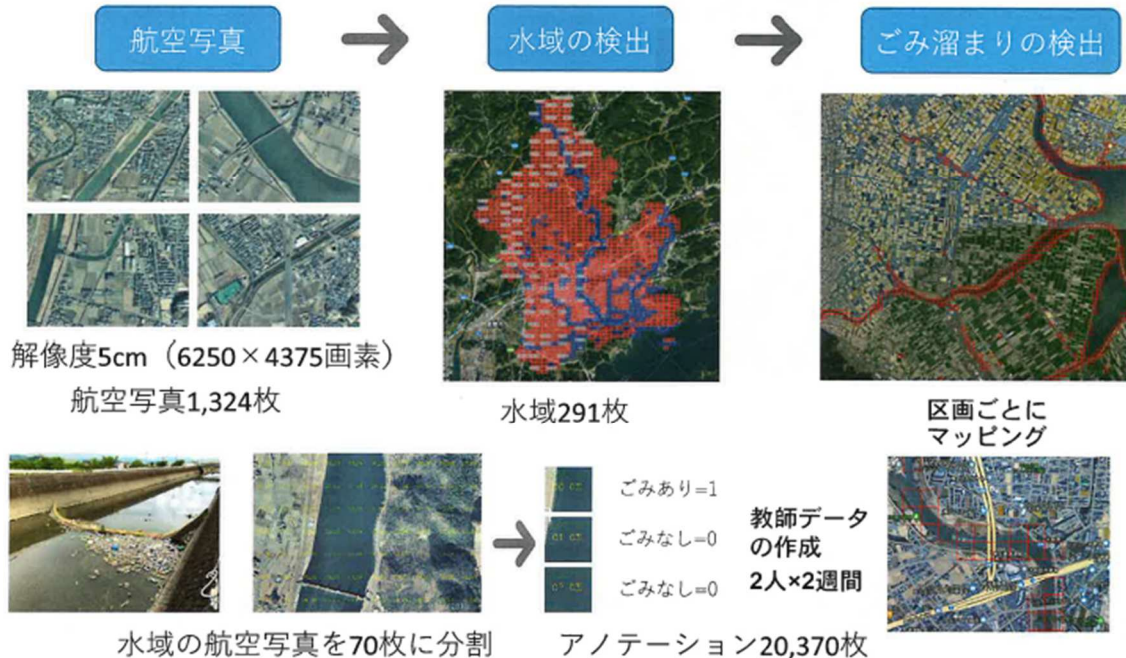 航空写真
水域の検出
ごみ溜まりの検出
解像度5cm（6250×4375画素）
航空写真1,324枚
水域291枚
区画ごとに
マッピング
ごみあり=1
ごみなし=0
ごみなし=0
教師データ
の作成
2人×2週間
水域の航空写真を70枚に分割
アノテーション20,370枚